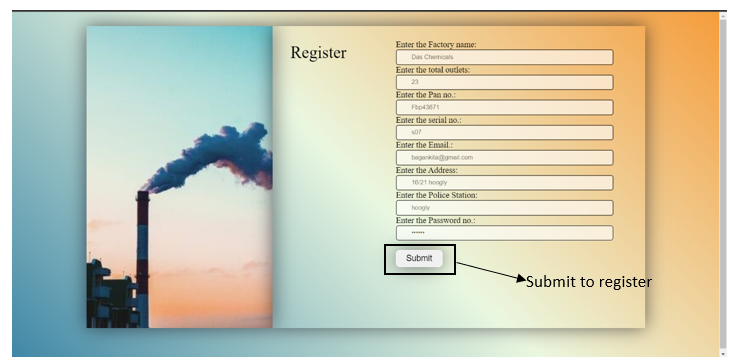 Register
Enter the Factory name:
Das Chemicals
Enter the total outlets:
23
Enter the Pan no.:
Fbp43671
Enter the serial no.:
s07
Enter the Email.:
bagankita@gmail.com
Enter the Address:
16/21 hoogly
Enter the Police Station:
hoogly
Enter the Password no.:
••••••
Submit
Submit to register